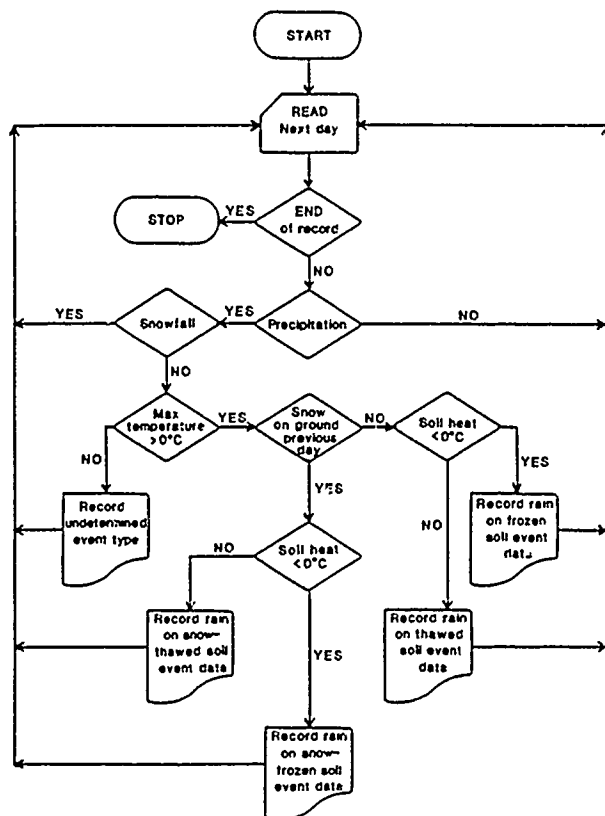 START
READ
Next day
END
of record
YES
STOP
NO
Precipitation
YES
NO
Snowfall
YES
NO
Max
temperature
>0°C
YES
Snow
on ground
previous
day
NO
Soil heat
<0°C
NO
YES
YES
NO
Record
undetermined
event type
Record rain
on frozen
soil event
data
Soil heat
<0°C
NO
YES
Record rain
on snow-
thawed soil
event data
Record rain
on thawed
soil event
data
Record rain
on snow-
frozen soil
event data